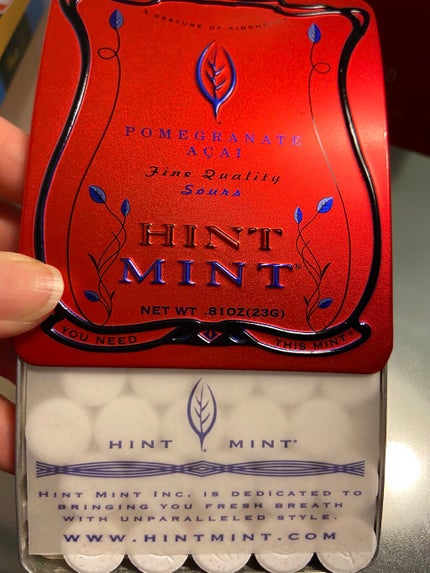 A GESTURE OF KINDNESS
POMEGRANATE
AÇAI
Fine Quality
Sours
HINT
MINT®
NET WT .81OZ(23G)
YOU NEED THIS MINT®
HINT MINT®
HINT MINT INC. IS DEDICATED TO
BRINGING YOU FRESH BREATH
WITH UNPARALLELED STYLE.
WWW.HINTMINT.COM